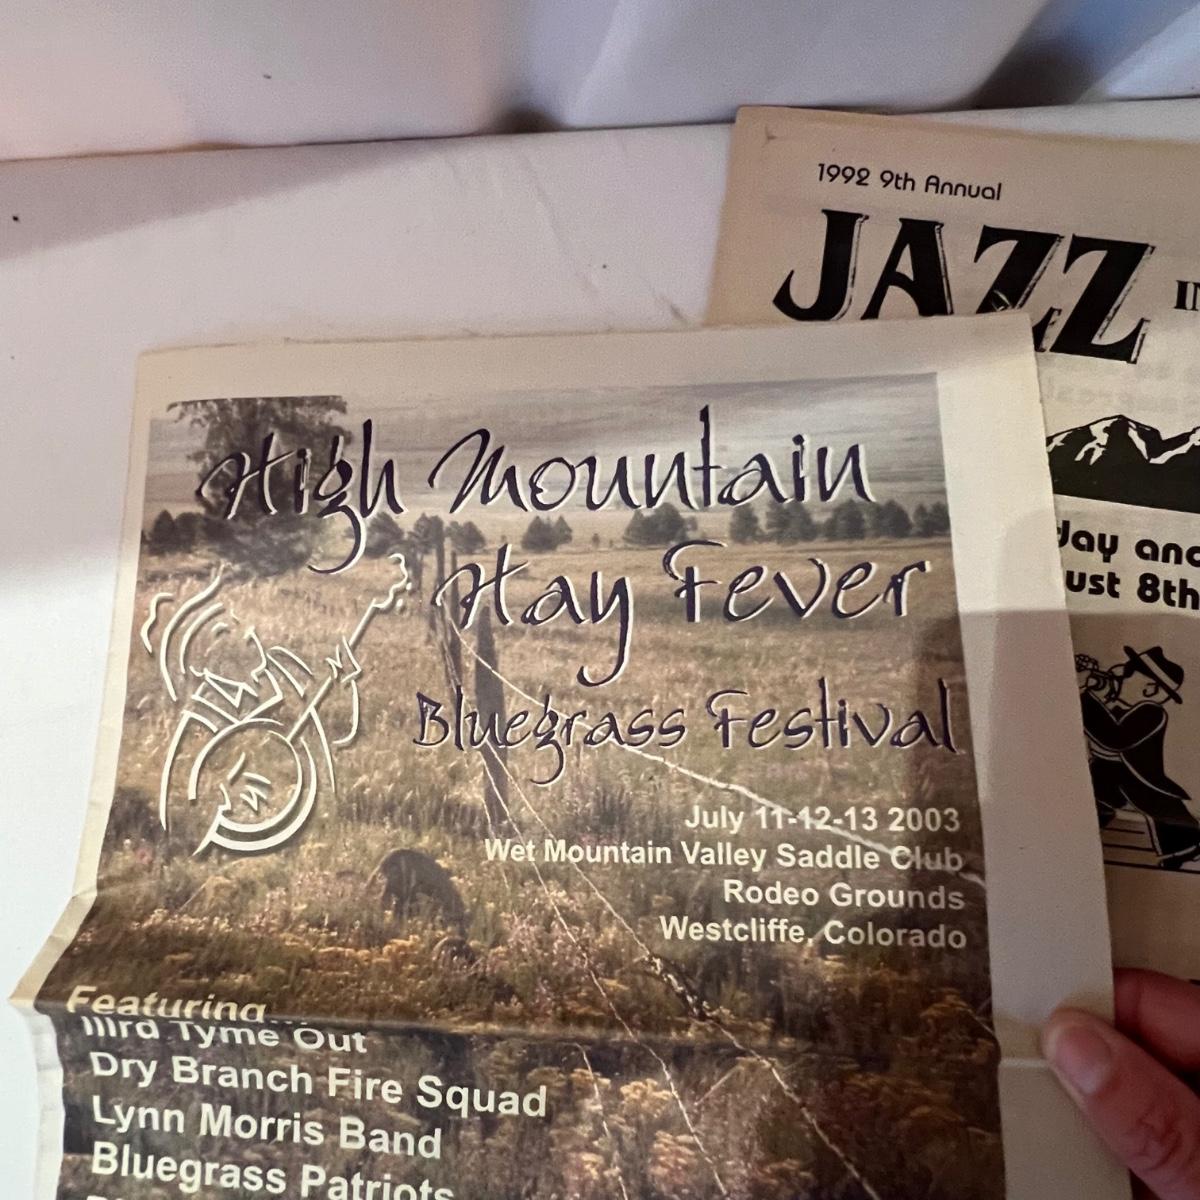 1992 9th Annual
JAZZ
High Mountain
Hay Fever
Bluegrass Festival
July 11-12-13 2003
Wet Mountain Valley Saddle Club
Rodeo Grounds
Westcliffe, Colorado
Featuring
IIIrd Tyme Out
Dry Branch Fire Squad
Lynn Morris Band
Bluegrass Patriots
ust 8th